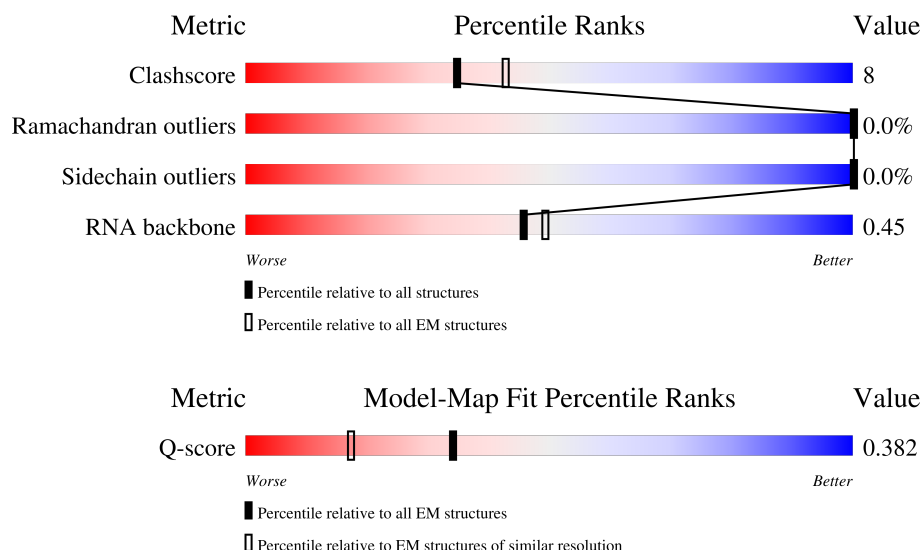 Metric Percentile Ranks Value
Clashscore 8
Ramachandran outliers 0.0%
Sidechain outliers 0.0%
RNA backbone 0.45
Worse Better
Percentile relative to all structures
Percentile relative to all EM structures
Metric Model-Map Fit Percentile Ranks Value
Q-score 0.382
Worse Better
Percentile relative to all EM structures
Percentile relative to EM structures of similar resolution